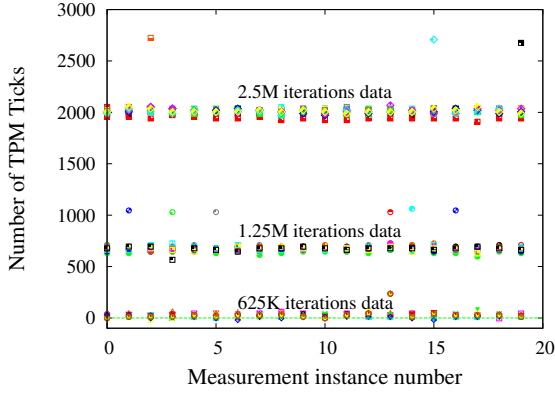 3000
2500
2000
1500
1000
500
0
Number of TPM Ticks
2.5M iterations data
1.25M iterations data
625K iterations data
0 5 10 15 20
Measurement instance number